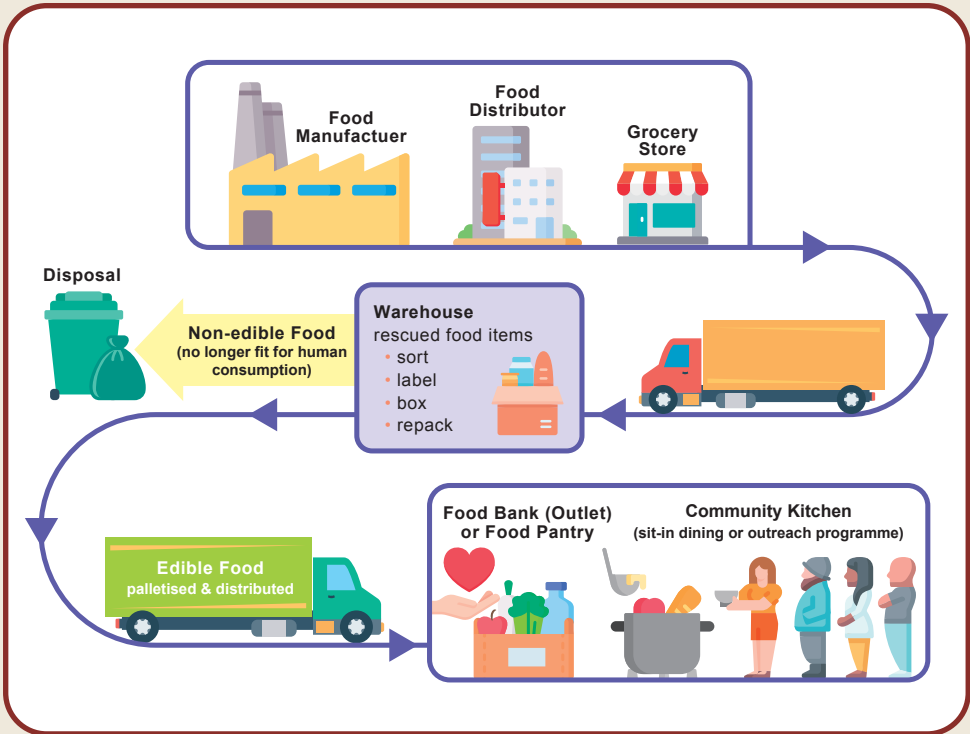 Food
Manufactuer
Food
Distributor
Grocery
Store
Disposal
Non-edible Food
(no longer fit for human
consumption)
Warehouse
rescued food items
• sort
• label
• box
• repack
Edible Food
palletised & distributed
Food Bank (Outlet)
or Food Pantry
Community Kitchen
(sit-in dining or outreach programme)